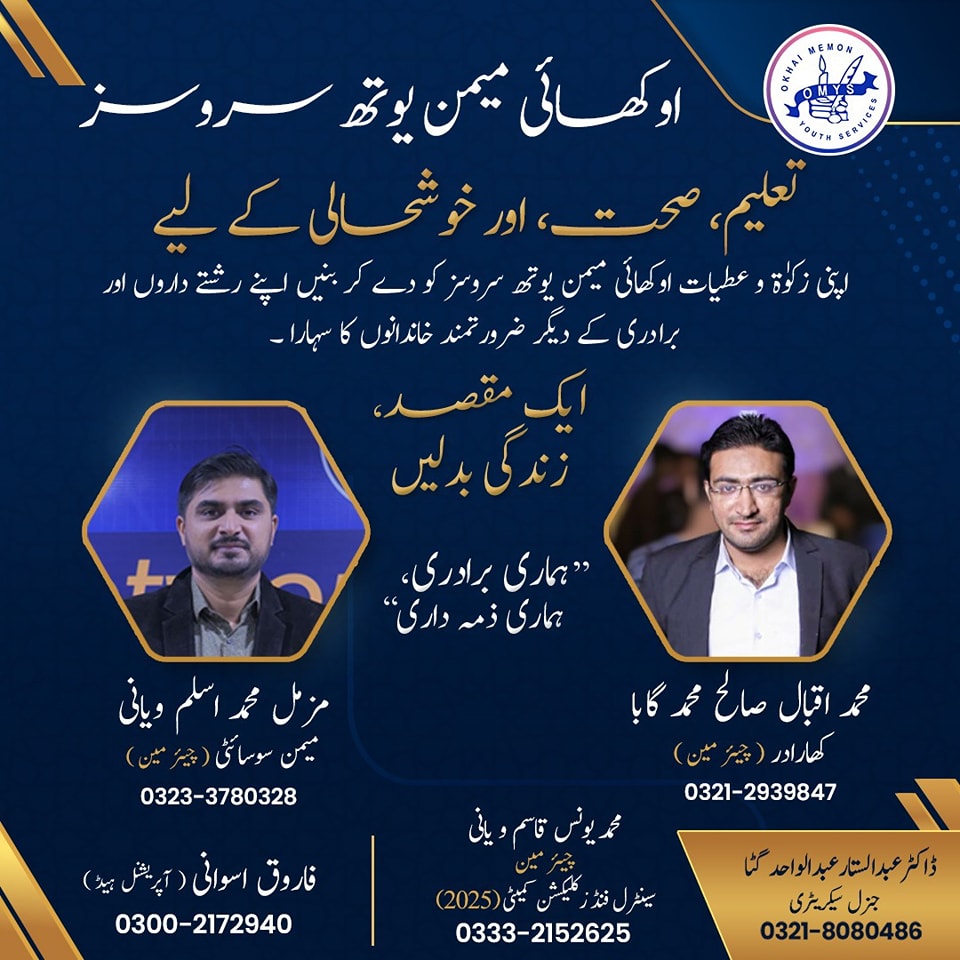 OKHAI MEMON
OMYS
YOUTH SERVICES
اوکھائی میمن یوتھ سروسز
تعلیم، صحت، اور خوشحالی کے لیے
اپنی زکوٰۃ و عطیات اوکھائی میمن یوتھ سروسز کو دے کر بنیں اپنے رشتے داروں اور
برادری کے دیگر ضرورتمند خاندانوں کا سہارا ۔
ایک مقصد،
زندگی بدلیں
”ہماری برادری،
ہماری ذمہ داری“
محمد اقبال صالح محمد گابا
کھارادر (چیئر مین)
0321-2939847
مزمل محمد اسلم ویانی
میمن سوسائٹی (چیئر مین)
0323-3780328
محمد یونس قاسم ویانی
چیئر مین
سینٹرل فنڈز کلیکشن کمیٹی (2025)
0333-2152625
فاروق اسوانی (آپریشنل ہیڈ)
0300-2172940
ڈاکٹر عبدالستار عبدالواحد گٹا
جنرل سیکریٹری
0321-8080486